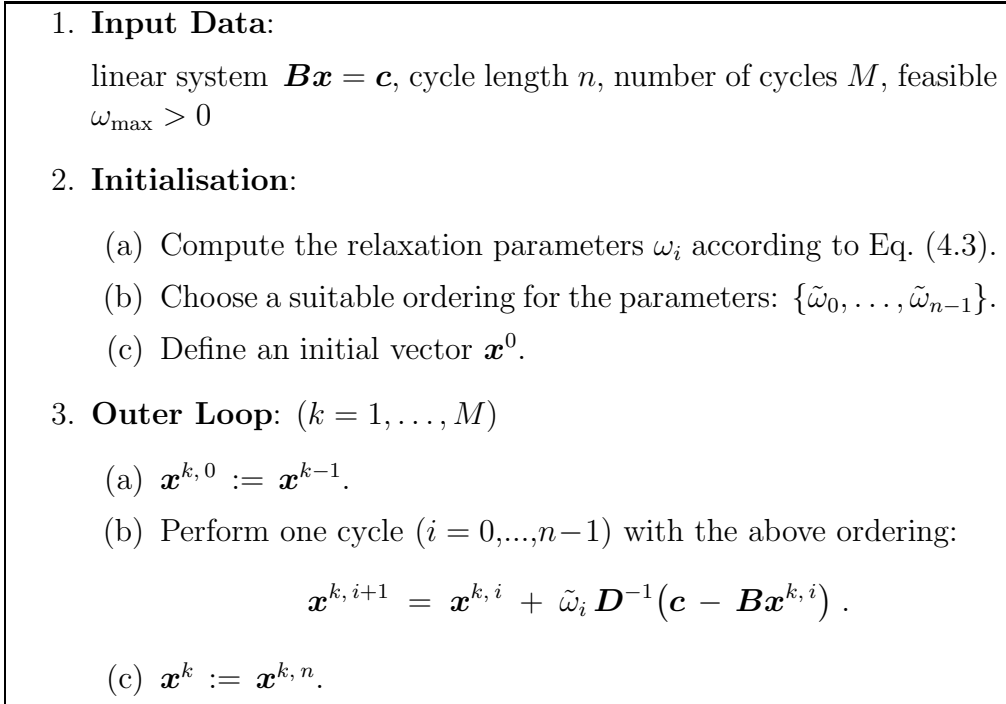 1. Input Data:
linear system Bx = c, cycle length n, number of cycles M, feasible
ω_max > 0
2. Initialisation:
(a) Compute the relaxation parameters ω_i according to Eq. (4.3).
(b) Choose a suitable ordering for the parameters: {ω̃_0, . . . , ω̃_{n−1}}.
(c) Define an initial vector x^0.
3. Outer Loop: (k = 1, . . . , M)
(a) x^{k, 0} := x^{k−1}.
(b) Perform one cycle (i = 0,...,n−1) with the above ordering:
x^{k, i+1} = x^{k, i} + ω̃_i D^{−1}(c − Bx^{k, i}) .
(c) x^k := x^{k, n}.